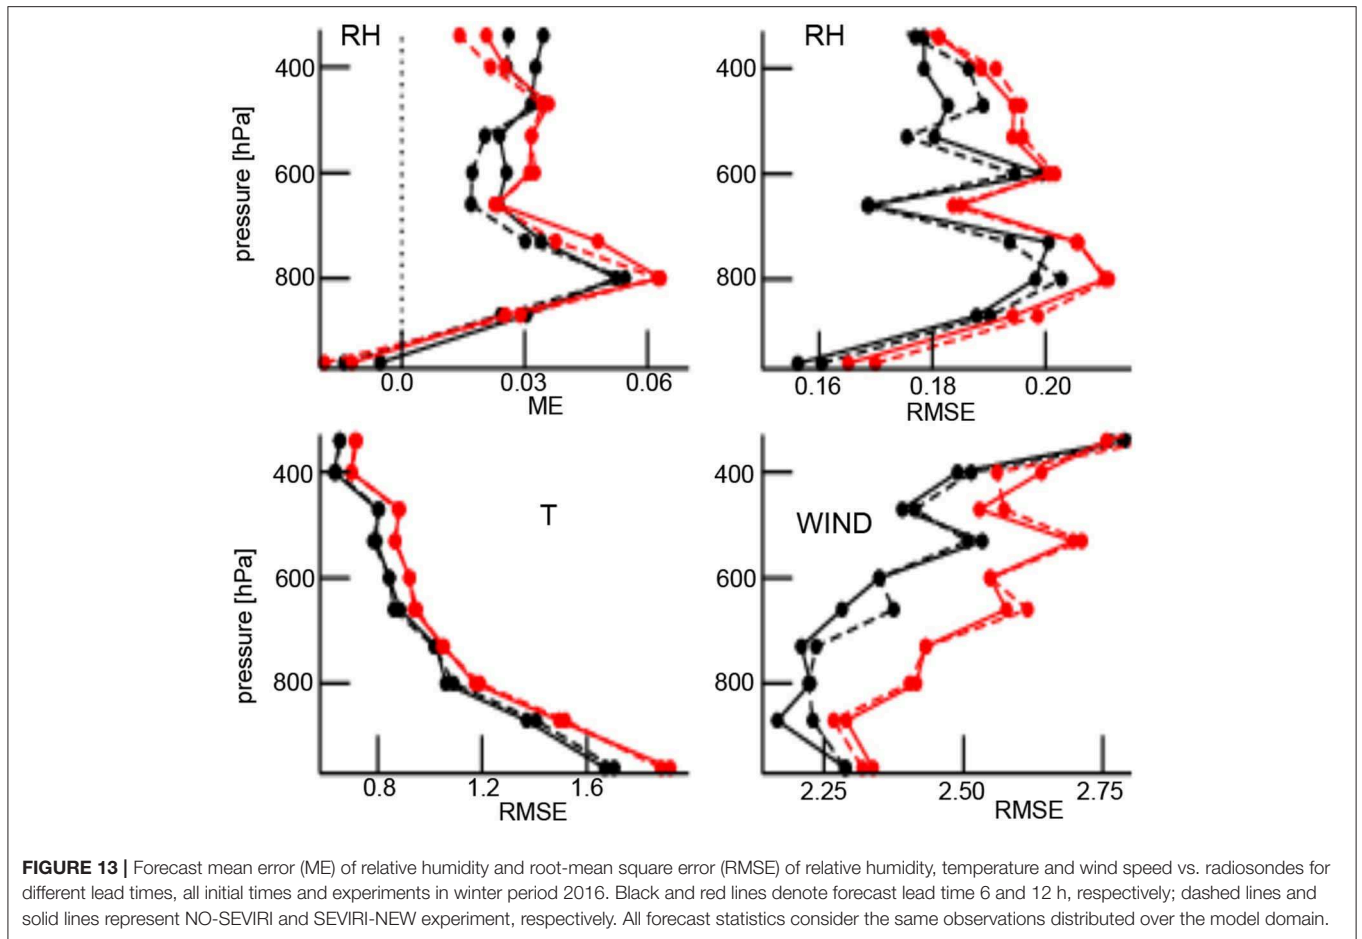 RH
RH
400
400
600
600
800
800
pressure [hPa]
0.0
0.03
0.06
ME
0.16
0.18
0.20
RMSE
400
400
T
WIND
600
600
800
800
pressure [hPa]
0.8
1.2
1.6
RMSE
2.25
2.50
2.75
RMSE
FIGURE 13 | Forecast mean error (ME) of relative humidity and root-mean square error (RMSE) of relative humidity, temperature and wind speed vs. radiosondes for
different lead times, all initial times and experiments in winter period 2016. Black and red lines denote forecast lead time 6 and 12 h, respectively; dashed lines and
solid lines represent NO-SEVIRI and SEVIRI-NEW experiment, respectively. All forecast statistics consider the same observations distributed over the model domain.